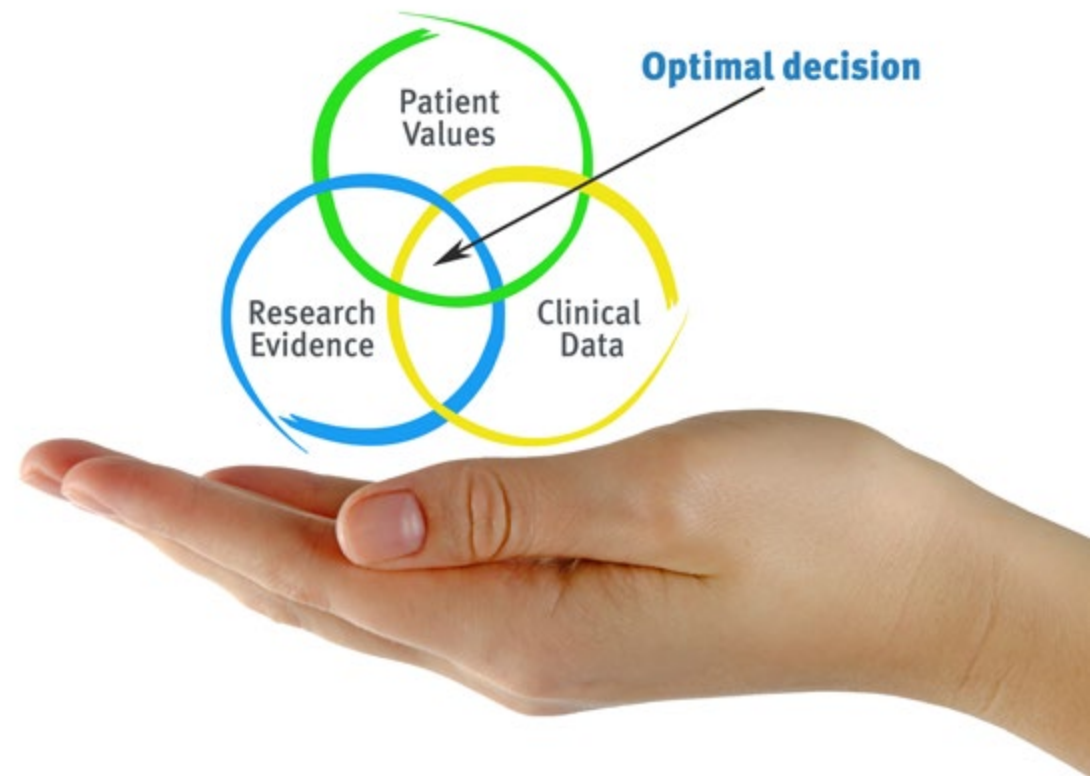 Optimal decision
Patient
Values
Research
Evidence
Clinical
Data